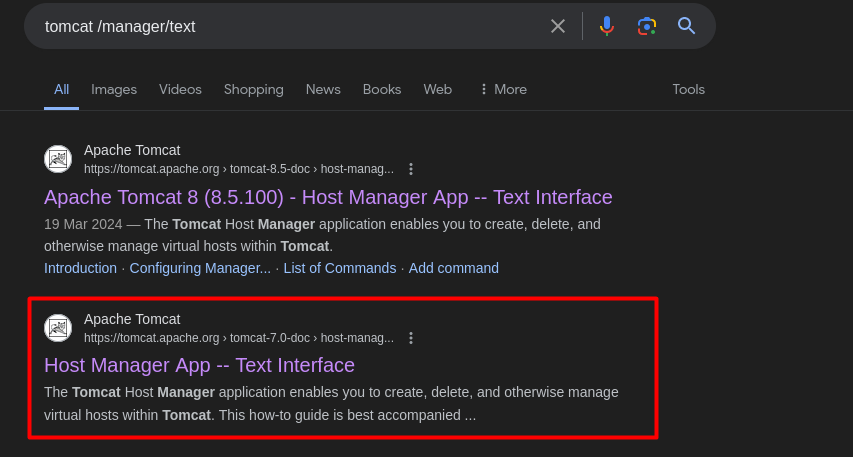 tomcat /manager/text
All Images Videos Shopping News Books Web More Tools
Apache Tomcat
https://tomcat.apache.org › tomcat-8.5-doc › host-manag...
Apache Tomcat 8 (8.5.100) - Host Manager App -- Text Interface
19 Mar 2024 — The Tomcat Host Manager application enables you to create, delete, and
otherwise manage virtual hosts within Tomcat.
Introduction · Configuring Manager... · List of Commands · Add command
Apache Tomcat
https://tomcat.apache.org › tomcat-7.0-doc › host-manag...
Host Manager App -- Text Interface
The Tomcat Host Manager application enables you to create, delete, and otherwise manage
virtual hosts within Tomcat. This how-to guide is best accompanied ...